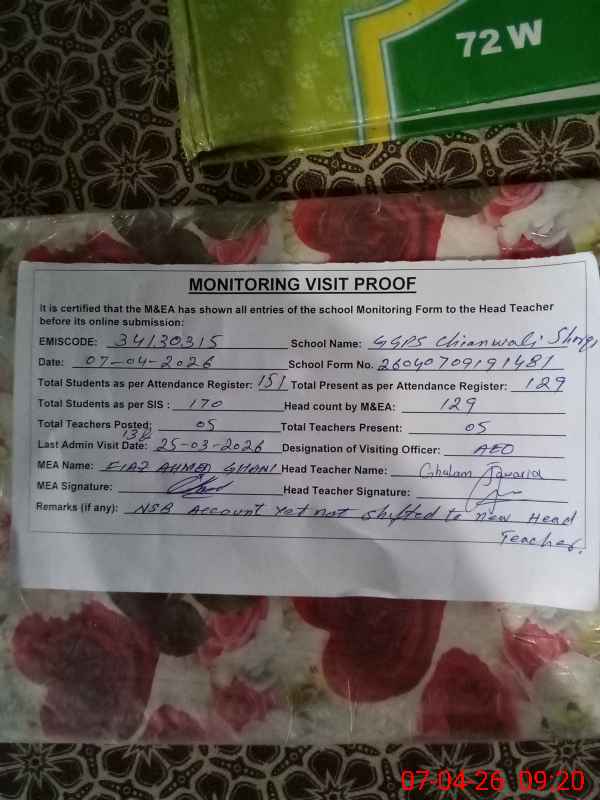 72 W
MONITORING VISIT PROOF
It is certified that the M&EA has shown all entries of the school Monitoring Form to the Head Teacher
before its online submission:
EMISCODE: 34130315 School Name: GGPS Chianwali Shrqi
Date: 07-04-2026 School Form No. 26040709191481
Total Students as per Attendance Register: 151 Total Present as per Attendance Register: 129
Total Students as per SIS : 170 Head count by M&EA: 129
Total Teachers Posted: 05 Total Teachers Present: 05
Last Admin Visit Date: 25-03-2026 Designation of Visiting Officer: AEO
MEA Name: FIAZ AHMED GHANI Head Teacher Name: Ghulam Javaria
MEA Signature: Head Teacher Signature:
Remarks (if any): NSB Account yet not shifted to new Head
Teacher.
07-04-26 09:20